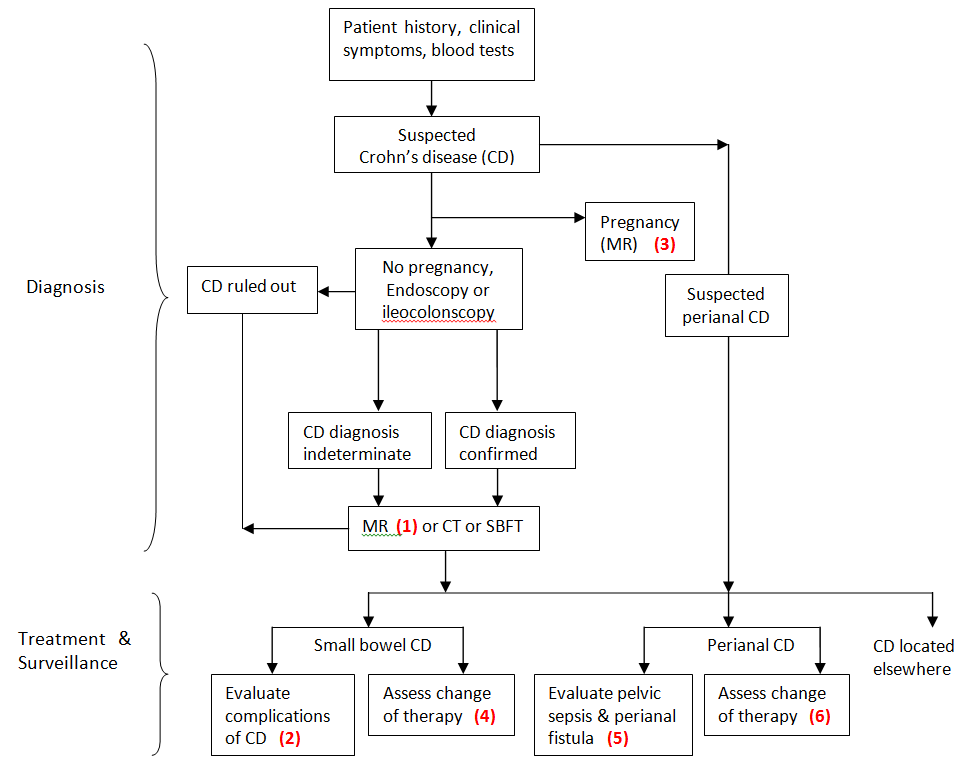 Patient history, clinical
symptoms, blood tests
Suspected
Crohn's disease (CD)
Pregnancy
(MR) (3)
Diagnosis
CD ruled out
No pregnancy,
Endoscopy or
ileocolonscopy
Suspected
perianal CD
CD diagnosis
indeterminate
CD diagnosis
confirmed
MR (1) or CT or SBFT
Treatment &
Surveillance
Small bowel CD
Perianal CD
CD located
elsewhere
Evaluate
complications
of CD (2)
Assess change
of therapy (4)
Evaluate pelvic
sepsis & perianal
fistula (5)
Assess change
of therapy (6)